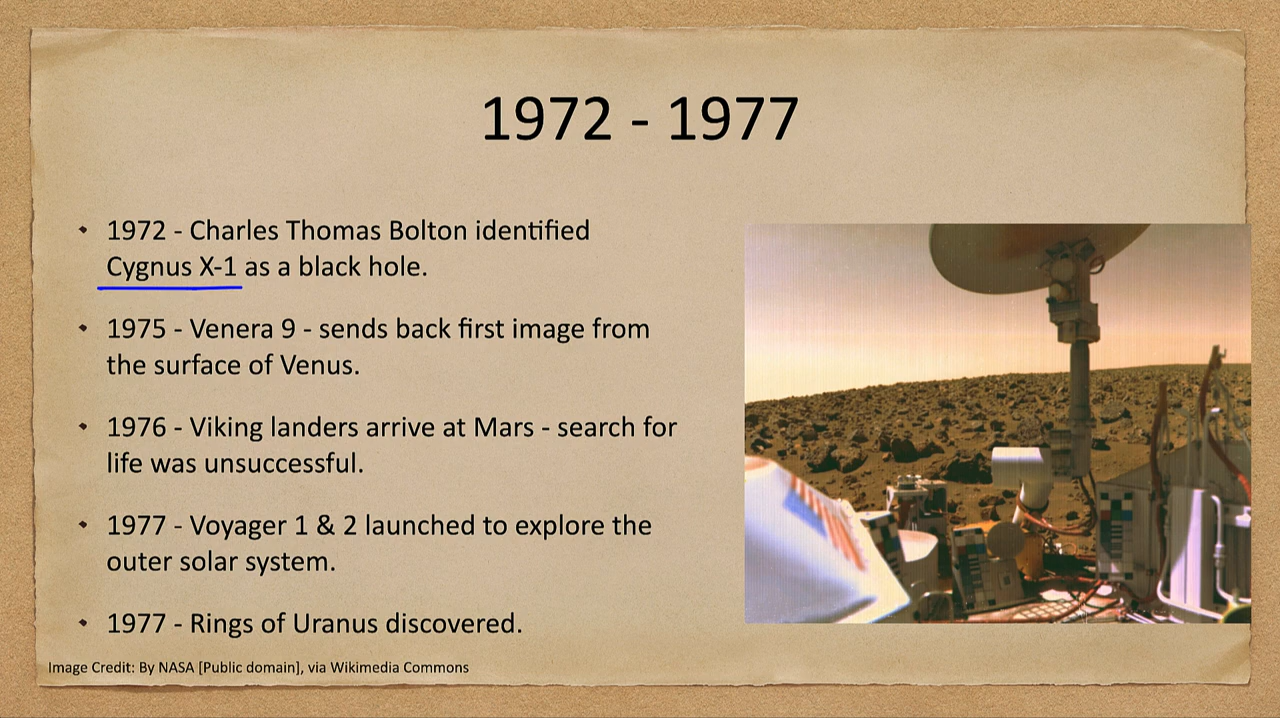 1972 - 1977
• 1972 - Charles Thomas Bolton identified
Cygnus X-1 as a black hole.
• 1975 - Venera 9 - sends back first image from
the surface of Venus.
• 1976 - Viking landers arrive at Mars - search for
life was unsuccessful.
• 1977 - Voyager 1 & 2 launched to explore the
outer solar system.
• 1977 - Rings of Uranus discovered.
Image Credit: By NASA [Public domain], via Wikimedia Commons